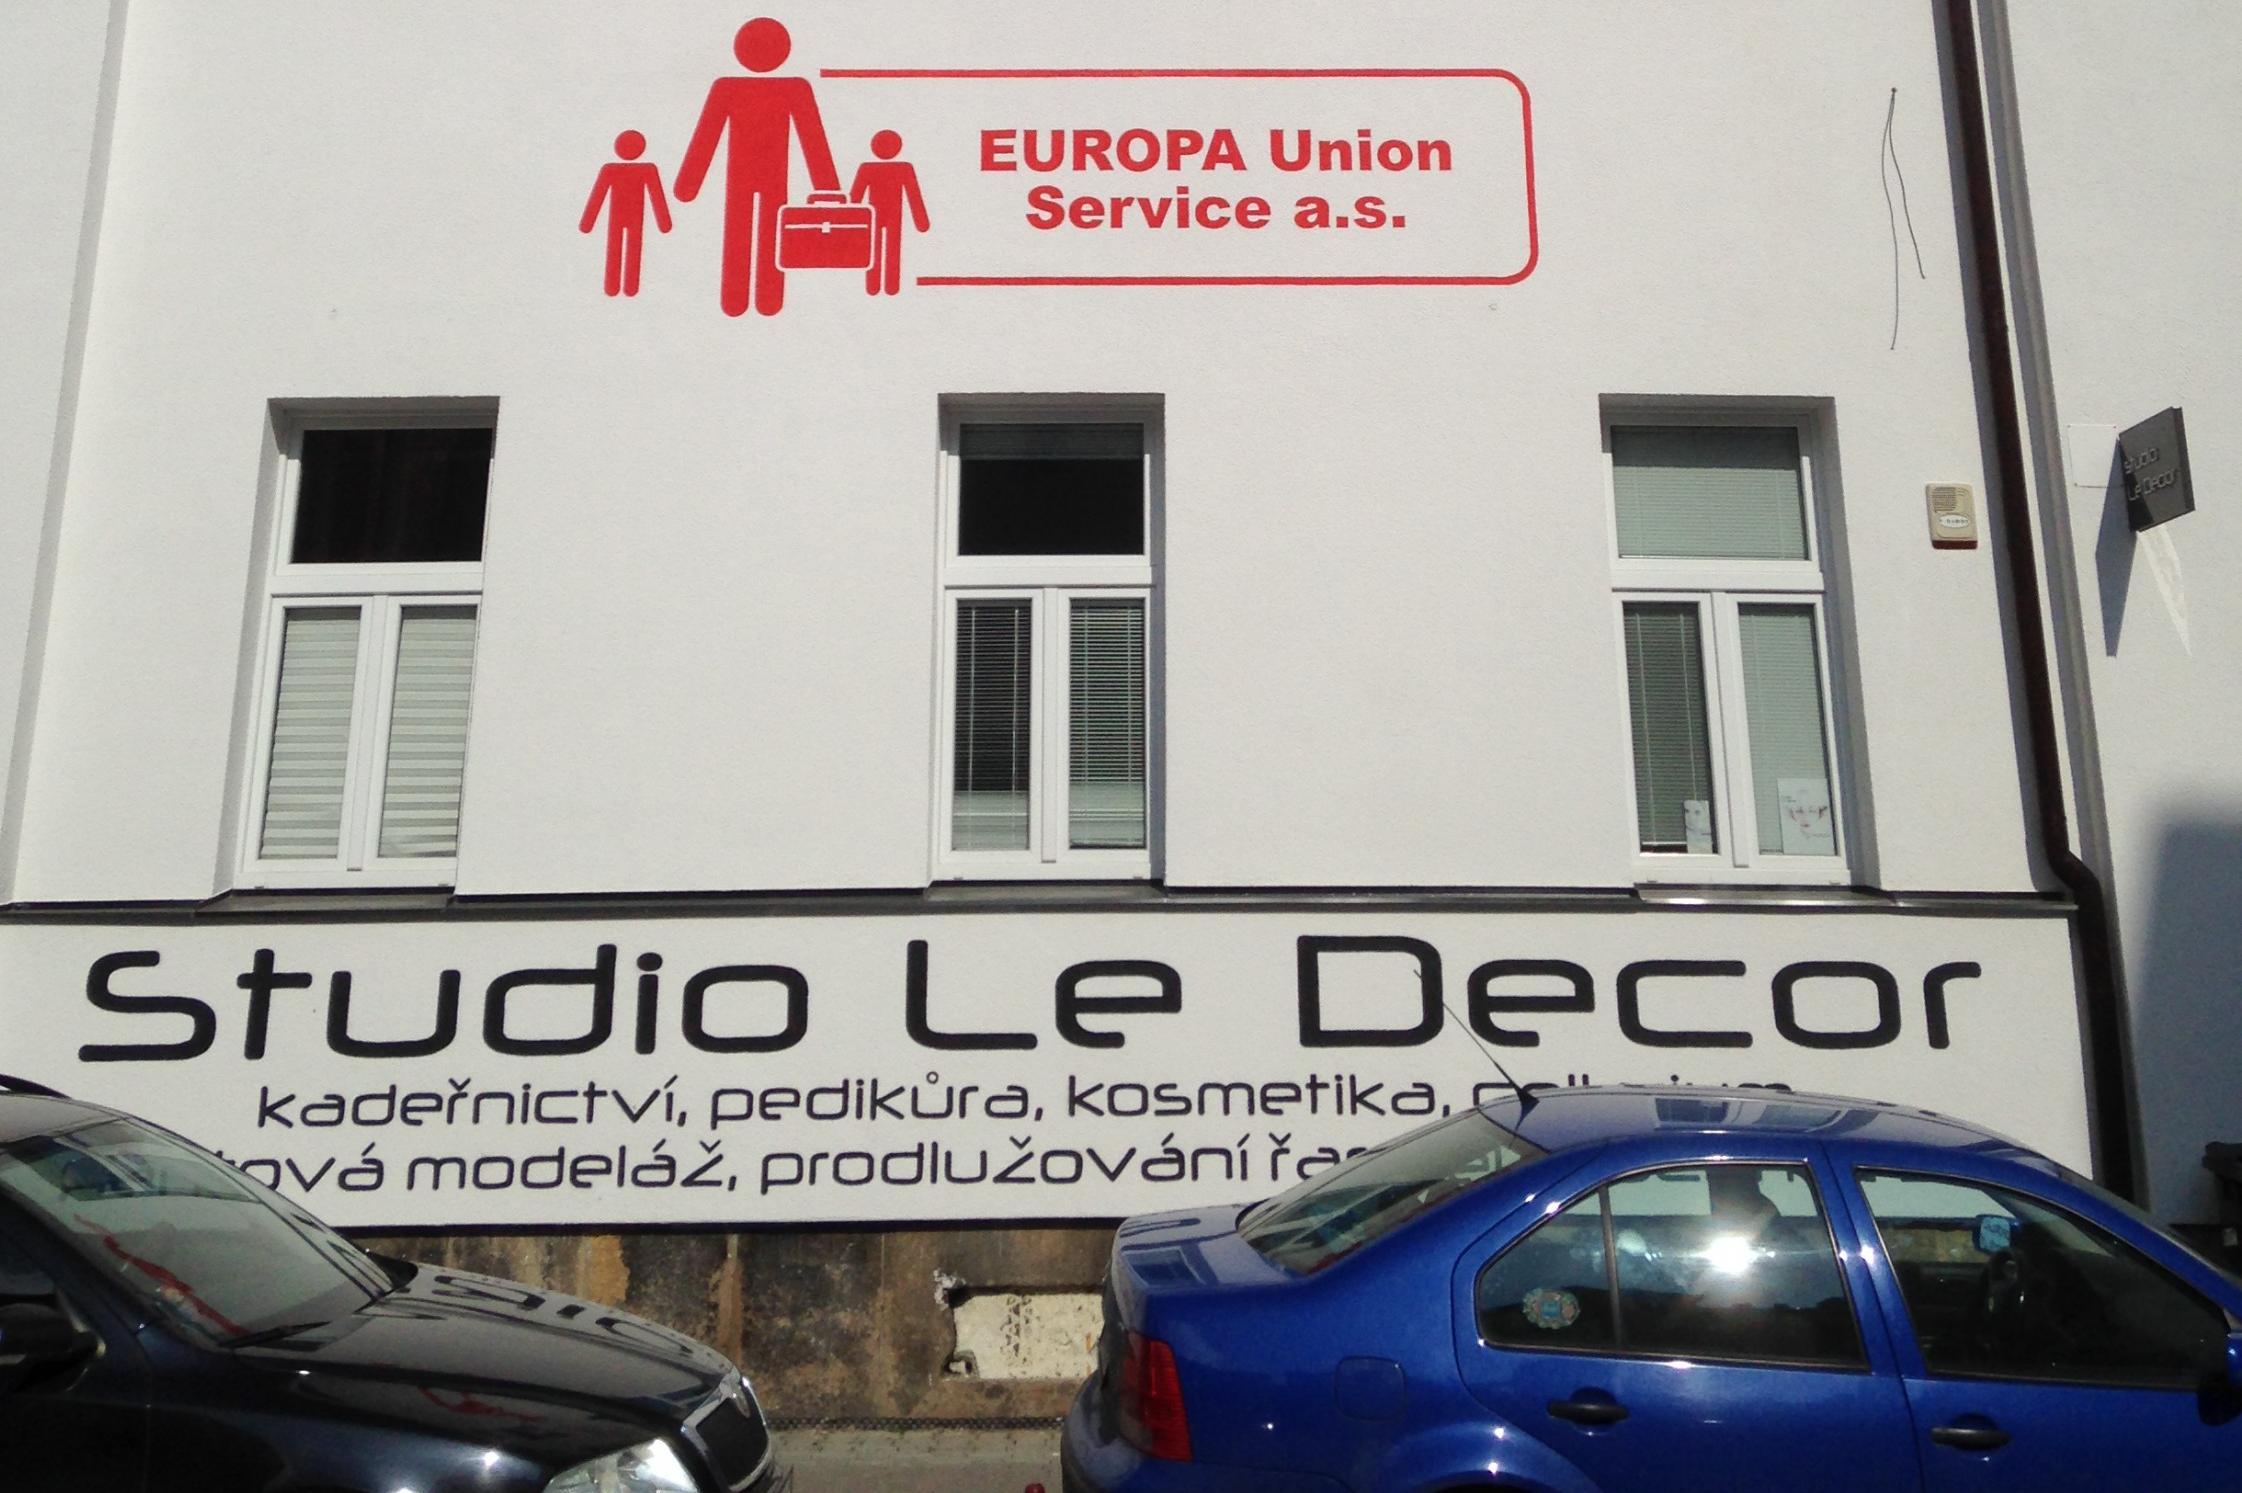 EUROPA Union
Service a.s.
studio
Le Decor
Studio Le Decor
kadeřnictví, pedikůra, kosmetika,
modeláž, prodlužování